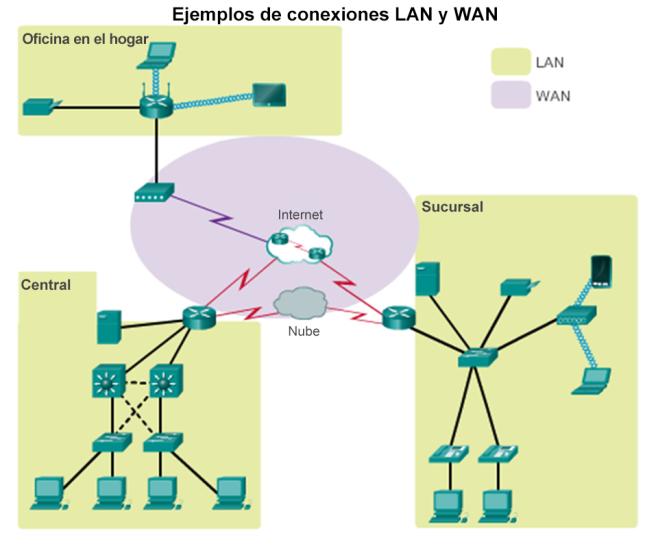 Ejemplos de conexiones LAN y WAN
Oficina en el hogar
LAN
WAN
Sucursal
Internet
Central
Nube